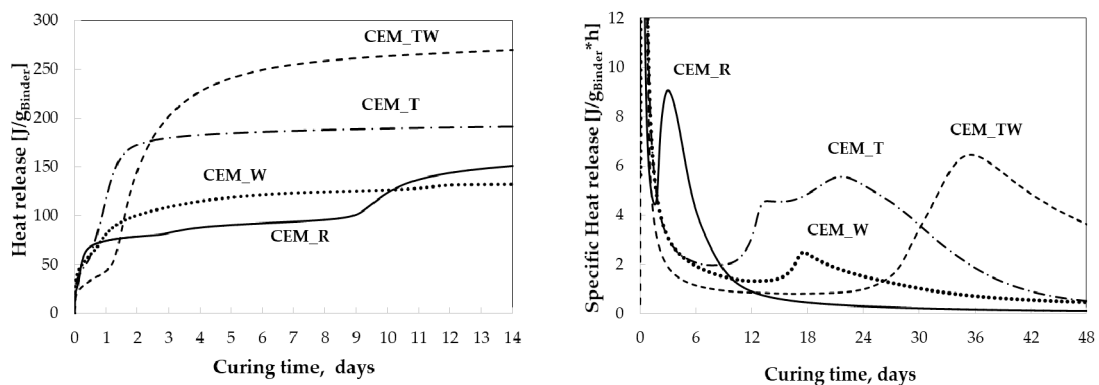 Heat release [J/gBinder]
300
250
200
150
100
50
0
CEM_TW
CEM_T
CEM_W
CEM_R
0 1 2 3 4 5 6 7 8 9 10 11 12 13 14
Curing time, days
Specific Heat release [J/gBinder*h]
12
10
8
6
4
2
0
CEM_R
CEM_T
CEM_TW
CEM_W
0 6 12 18 24 30 36 42 48
Curing time, days